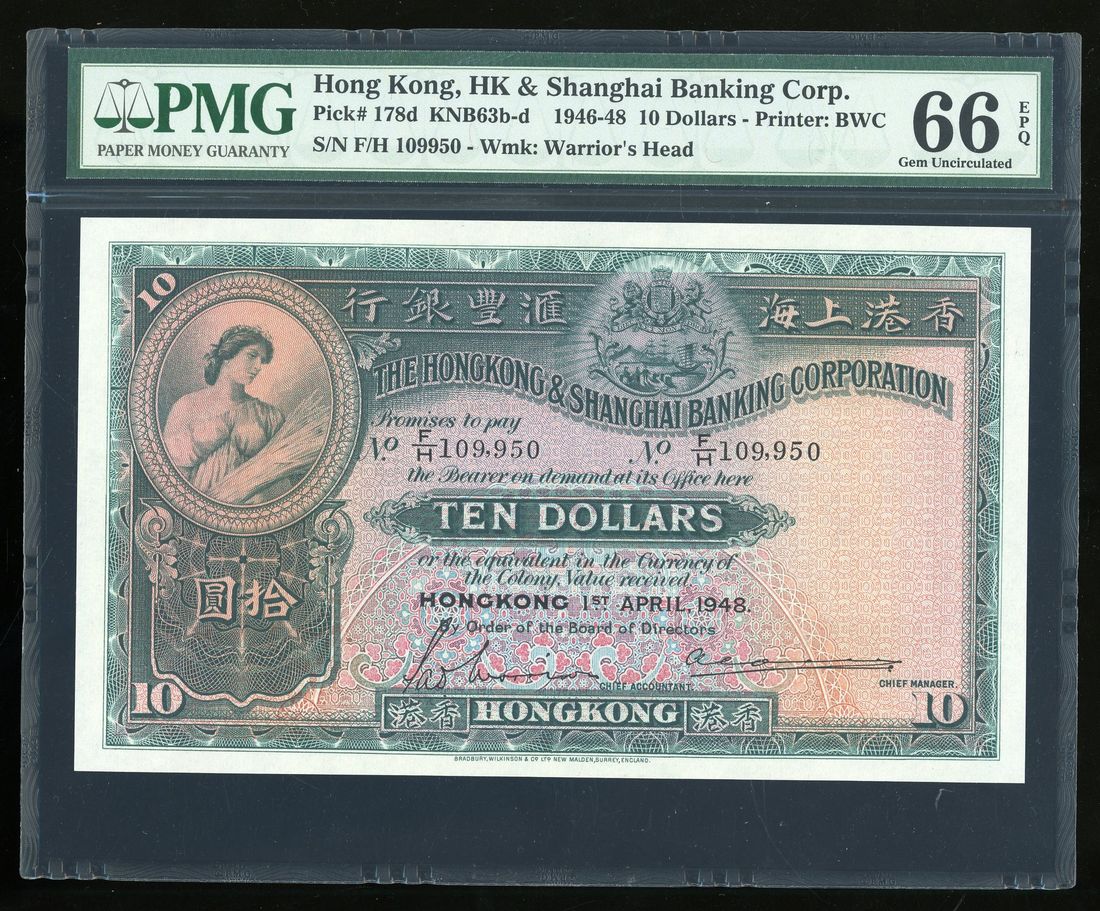 PMG
PAPER MONEY GUARANTY
Hong Kong, HK & Shanghai Banking Corp.
Pick# 178d KNB63b-d 1946-48 10 Dollars - Printer: BWC
S/N F/H 109950 - Wmk: Warrior's Head
66
EPQ
Gem Uncirculated
10
行銀豐滙 海上港香
THE HONGKONG & SHANGHAI BANKING CORPORATION
Promises to pay
No F/H 109,950 No F/H 109,950
the Bearer on demand at its Office here
TEN DOLLARS
or the equivalent in the Currency of
the Colony, Value received
圓拾
HONGKONG 1ST APRIL, 1948.
By Order of the Board of Directors
CHIEF ACCOUNTANT
CHIEF MANAGER.
10 港香 HONGKONG 港香 10
BRADBURY, WILKINSON & CO LTD NEW MALDEN, SURREY, ENGLAND.